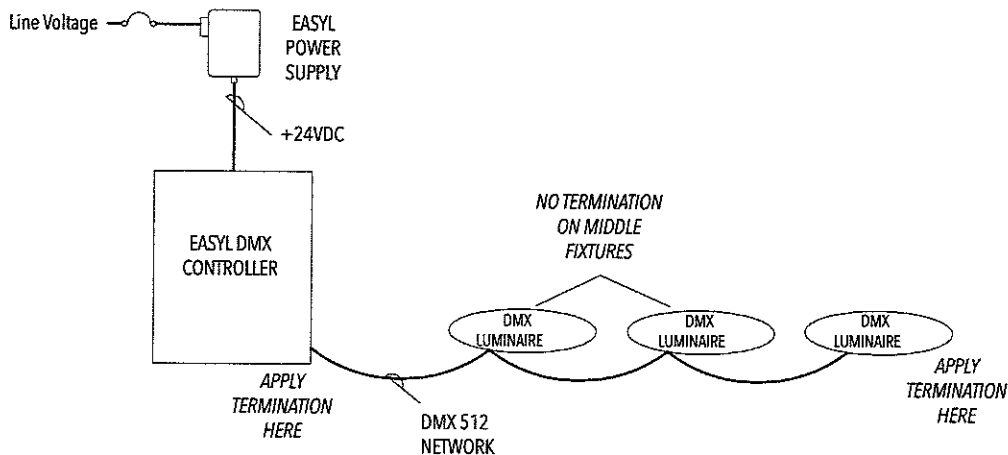 Line Voltage
EASYL
POWER
SUPPLY
+24VDC
EASYL DMX
CONTROLLER
NO TERMINATION
ON MIDDLE
FIXTURES
DMX
LUMINAIRE
DMX
LUMINAIRE
DMX
LUMINAIRE
APPLY
TERMINATION
HERE
DMX 512
NETWORK
APPLY
TERMINATION
HERE